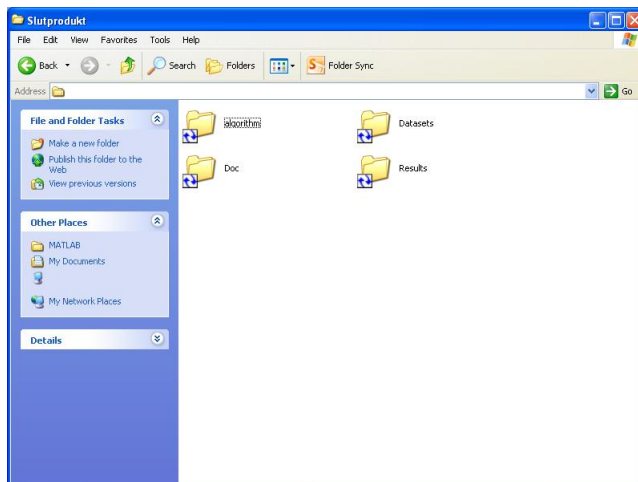 Slutprodukt
File Edit View Favorites Tools Help
Back Search Folders Folder Sync
Address Go
File and Folder Tasks
Make a new folder
Publish this folder to the
Web
View previous versions
Other Places
MATLAB
My Documents
My Network Places
Details
algorithm Datasets
Doc Results